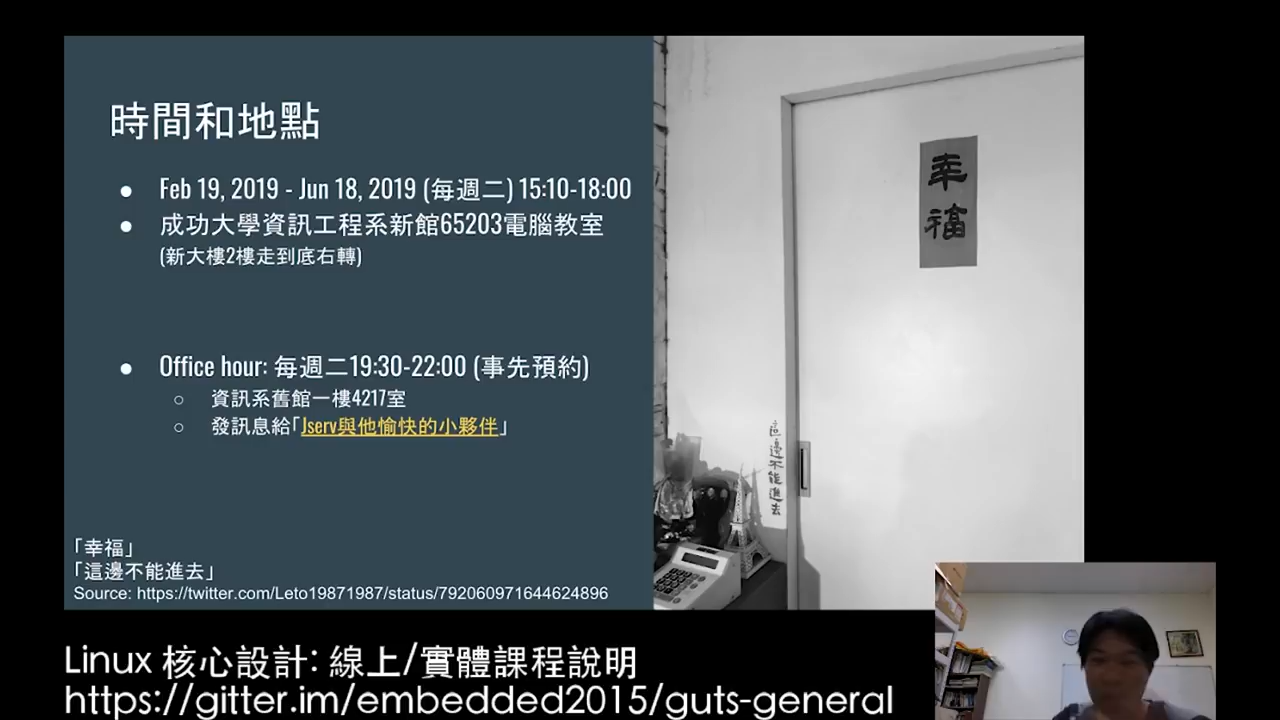 時間和地點
● Feb 19, 2019 - Jun 18, 2019 (每週二) 15:10-18:00
● 成功大學資訊工程系新館65203電腦教室
(新大樓2樓走到底右轉)
● Office hour: 每週二19:30-22:00 (事先預約)
○ 資訊系舊館一樓4217室
○ 發訊息給「Jserv與他愉快的小夥伴」
「幸福」
「這邊不能進去」
Source: https://twitter.com/Leto19871987/status/792060971644624896
幸
福
這邊不能進去
Linux 核心設計: 線上/實體課程說明
https://gitter.im/embedded2015/guts-general